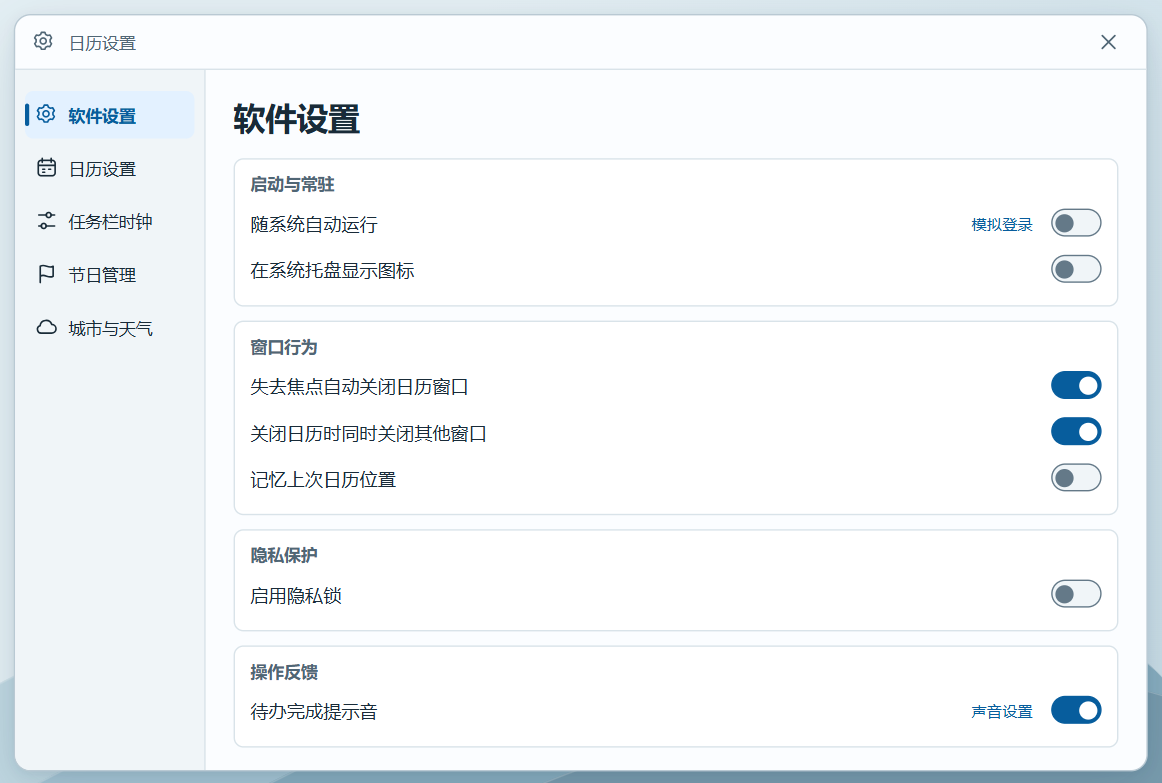 日历设置
软件设置
日历设置
任务栏时钟
节日管理
城市与天气
软件设置
启动与常驻
随系统自动运行 模拟登录
在系统托盘显示图标
窗口行为
失去焦点自动关闭日历窗口
关闭日历时同时关闭其他窗口
记忆上次日历位置
隐私保护
启用隐私锁
操作反馈
待办完成提示音 声音设置